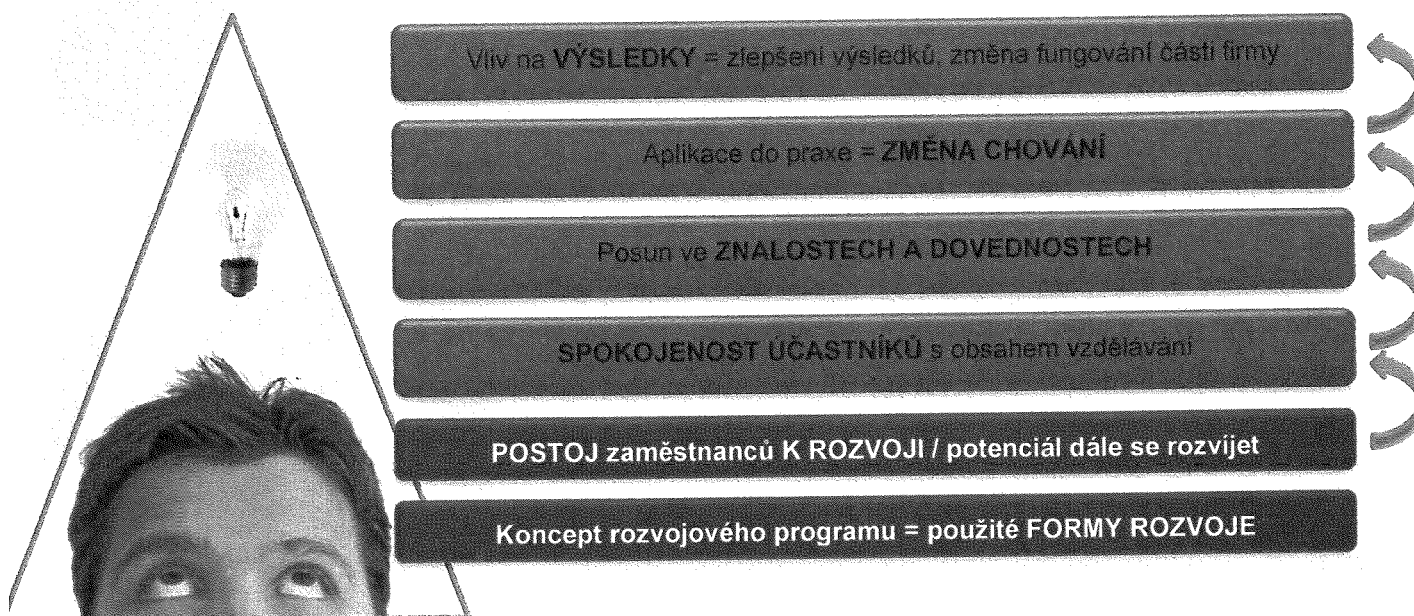 Vliv na VÝSLEDKY = zlepšení výsledků, změna fungování části firmy
Aplikace do praxe = ZMĚNA CHOVÁNÍ
Posun ve ZNALOSTECH A DOVEDNOSTECH
SPOKOJENOST ÚČASTNÍKŮ s obsahem vzdělávání
POSTOJ zaměstnanců K ROZVOJI / potenciál dále se rozvíjet
Koncept rozvojového programu = použité FORMY ROZVOJE